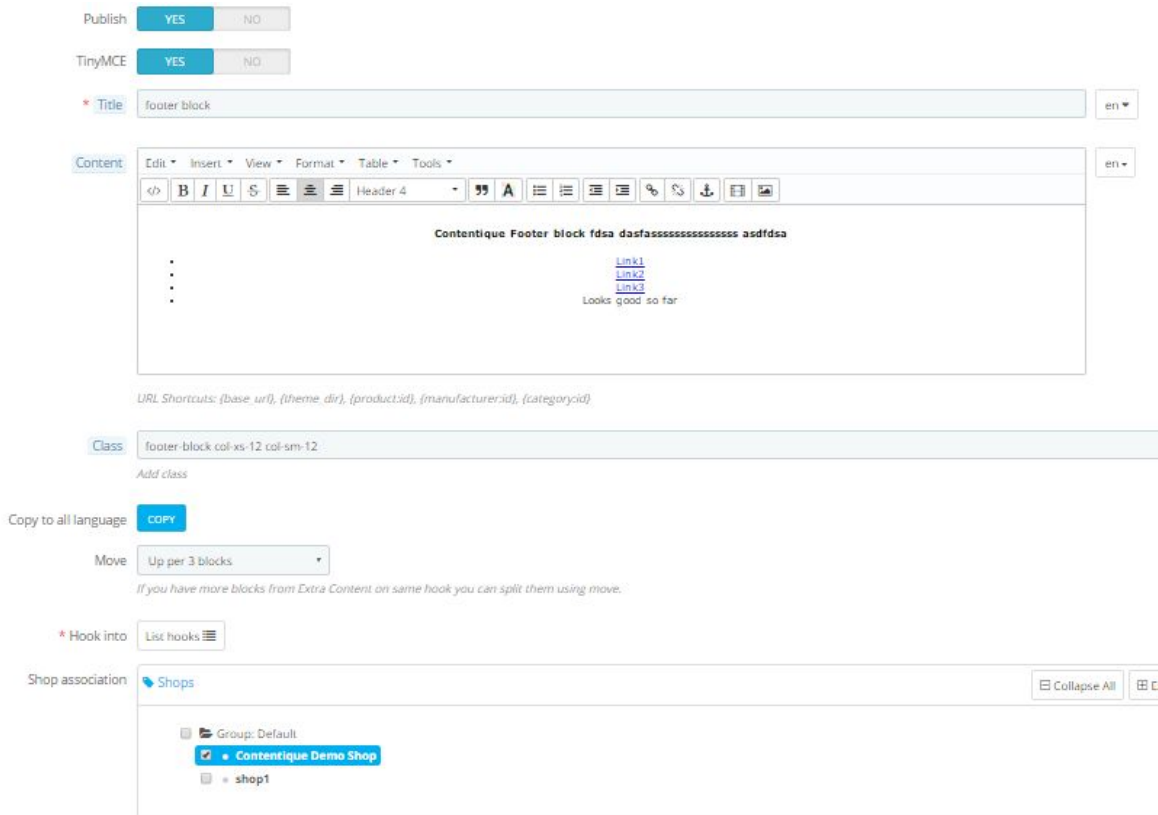 Publish YES NO
TinyMCE YES NO
* Title footer block en
Content Edit Insert View Format Table Tools en
</> B I U S Header 4 A
Contentique Footer block fdsa dasfasssssssssssssss asdfdsa
Link1
Link2
Link3
Looks good so far
URL Shortcuts: {base_url}, {theme_dir}, {product:id}, {manufacturer:id}, {category:id}
Class footer-block col-xs-12 col-sm-12
Add class
Copy to all language COPY
Move Up per 3 blocks
If you have more blocks from Extra Content on same hook you can split them using move.
* Hook into List hooks
Shop association Shops Collapse All
Group: Default
Contentique Demo Shop
shop1